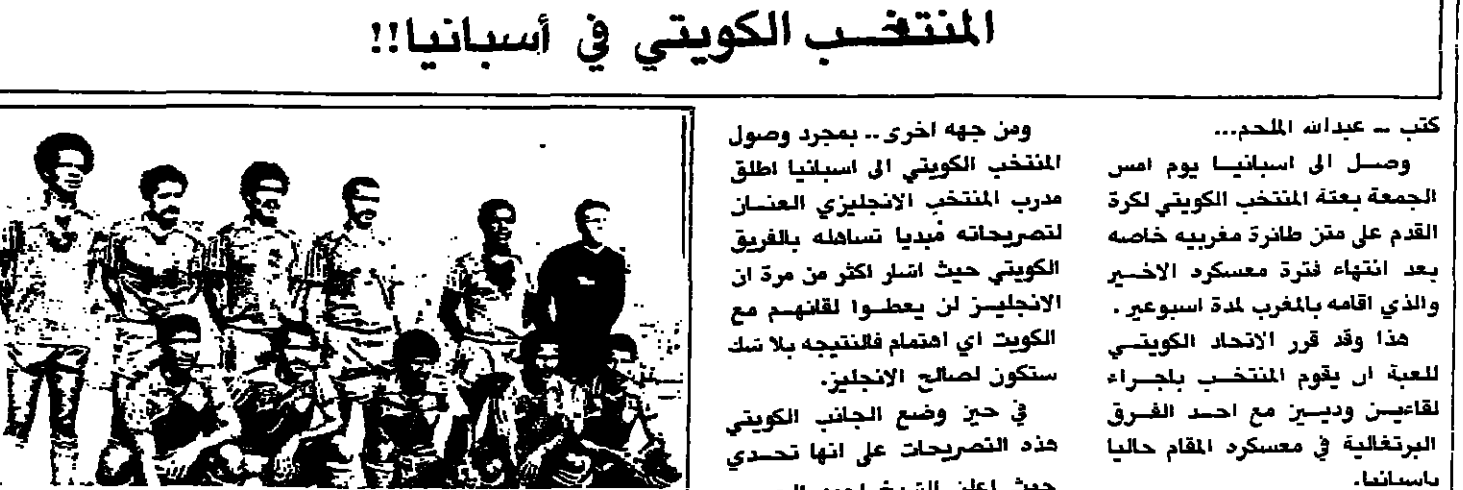 المنتخب الكويتي في أسبانيا!!
كتب - عبدالله الملحم...
وصل الى اسبانيا يوم امس
الجمعة بعتة المنتخب الكويتي لكرة
القدم على متن طائرة مغربيه خاصه
بعد انتهاء فترة معسكره الاخير
والذي اقامه بالمغرب لمدة اسبوعين .
هذا وقد قرر الاتحاد الكويتي
للعبة ان يقوم المنتخب باجراء
لقاءين وديين مع احد الفرق
البرتغالية في معسكره المقام حاليا
باسبانيا.
ومن جهه اخرى .. بمجرد وصول
المنتخب الكويتي الى اسبانيا اطلق
مدرب المنتخب الانجليزي العنان
لتصريحاته مُبديا تساهله بالفريق
الكويتي حيث اشار اكثر من مرة ان
الانجليز لن يعطوا لقائهم مع
الكويت اي اهتمام فالنتيجه بلا شك
ستكون لصالح الانجليز.
في حين وضع الجانب الكويتي
هذه التصريحات على انها تحدي
حيث اعلن